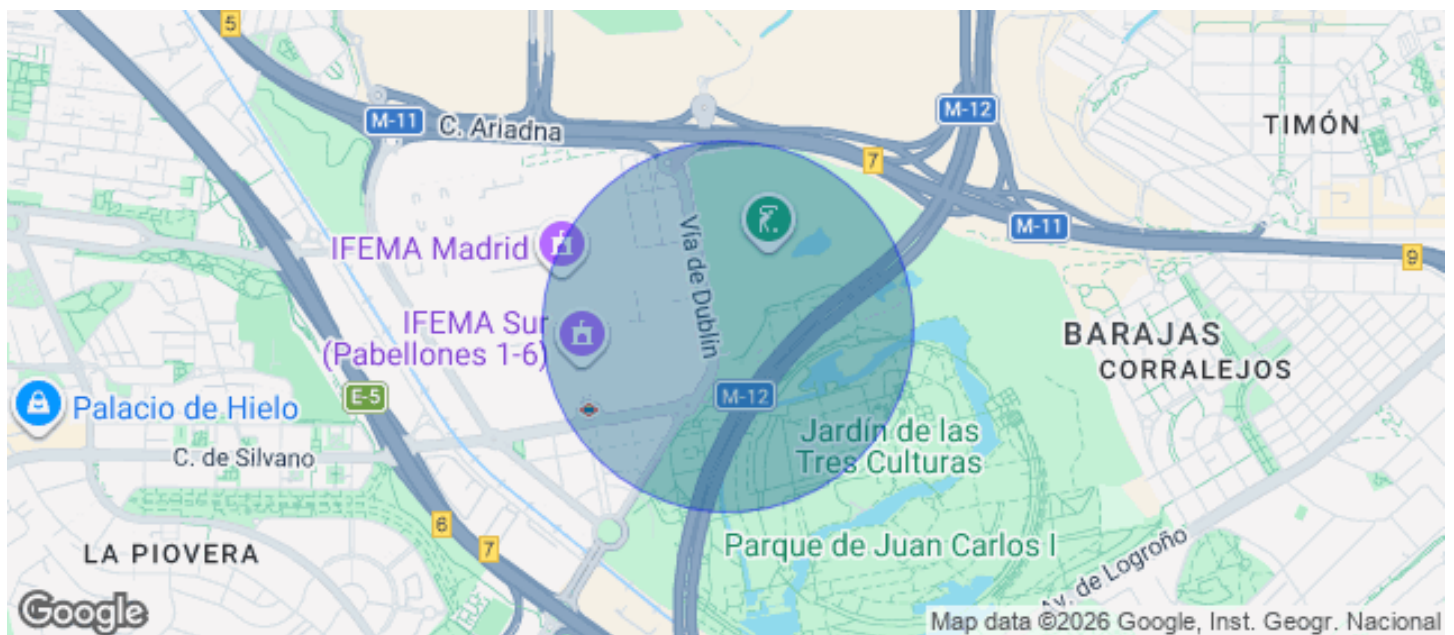 5
M-11
C. Ariadna
M-12
TIMÓN
7
M-11
9
IFEMA Madrid
Vía de Dublín
IFEMA Sur
(Pabellones 1-6)
BARAJAS
CORRALEJOS
E-5
M-12
Palacio de Hielo
Jardín de las
Tres Culturas
C. de Silvano
6
7
LA PIOVERA
Parque de Juan Carlos I
Av. de Logroño
Google
Map data ©2026 Google, Inst. Geogr. Nacional